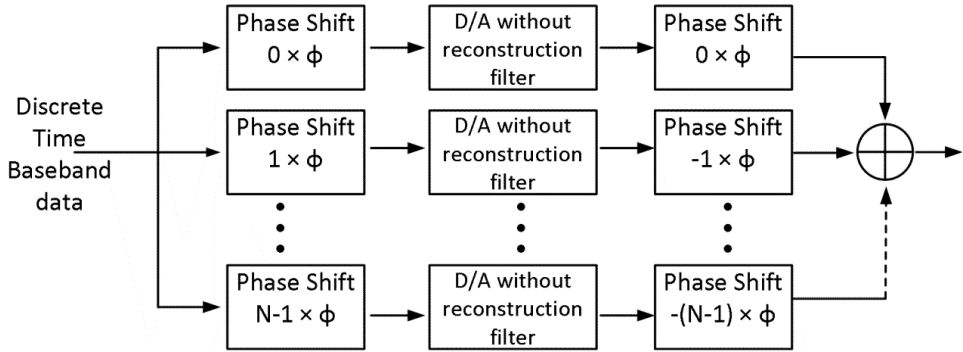 Discrete
Time
Baseband
data
Phase Shift
0 × ϕ
D/A without
reconstruction
filter
Phase Shift
0 × ϕ
Phase Shift
1 × ϕ
D/A without
reconstruction
filter
Phase Shift
-1 × ϕ
Phase Shift
N-1 × ϕ
D/A without
reconstruction
filter
Phase Shift
-(N-1) × ϕ